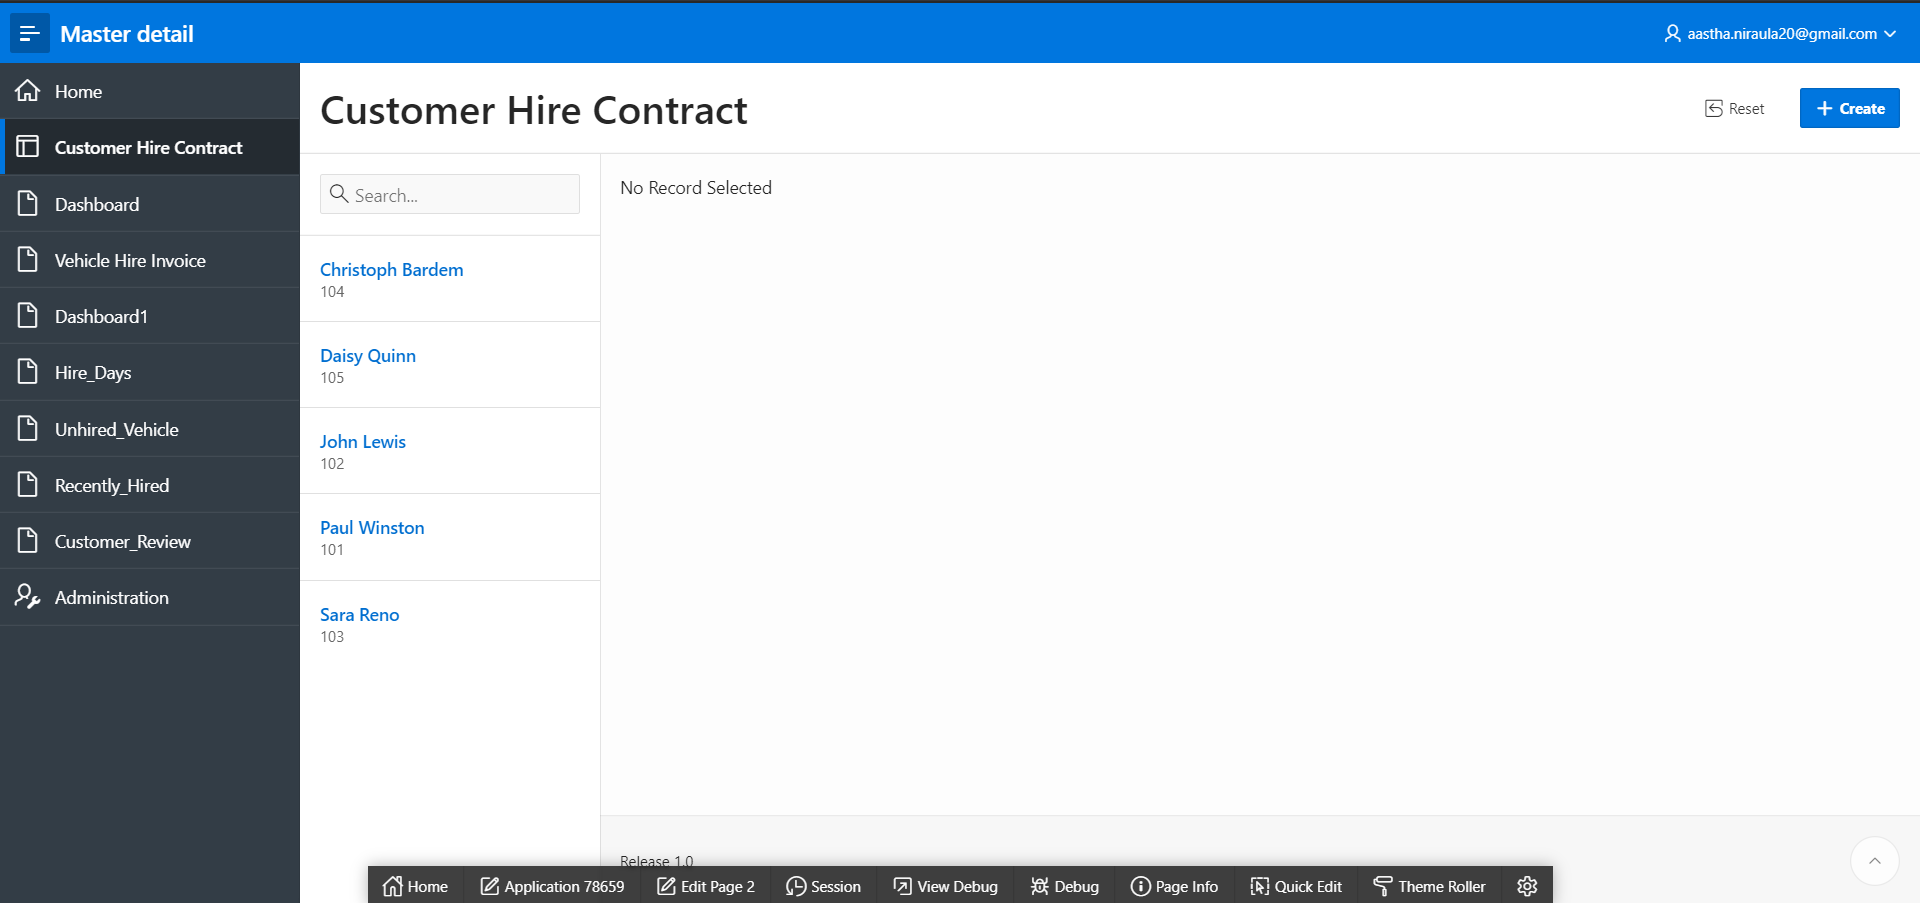 Master detail
aastha.niraula20@gmail.com
Home
Customer Hire Contract
Dashboard
Vehicle Hire Invoice
Dashboard1
Hire_Days
Unhired_Vehicle
Recently_Hired
Customer_Review
Administration
Customer Hire Contract
Reset
Create
Search...
Christoph Bardem
104
Daisy Quinn
105
John Lewis
102
Paul Winston
101
Sara Reno
103
No Record Selected
Release 1.0
Home
Application 78659
Edit Page 2
Session
View Debug
Debug
Page Info
Quick Edit
Theme Roller